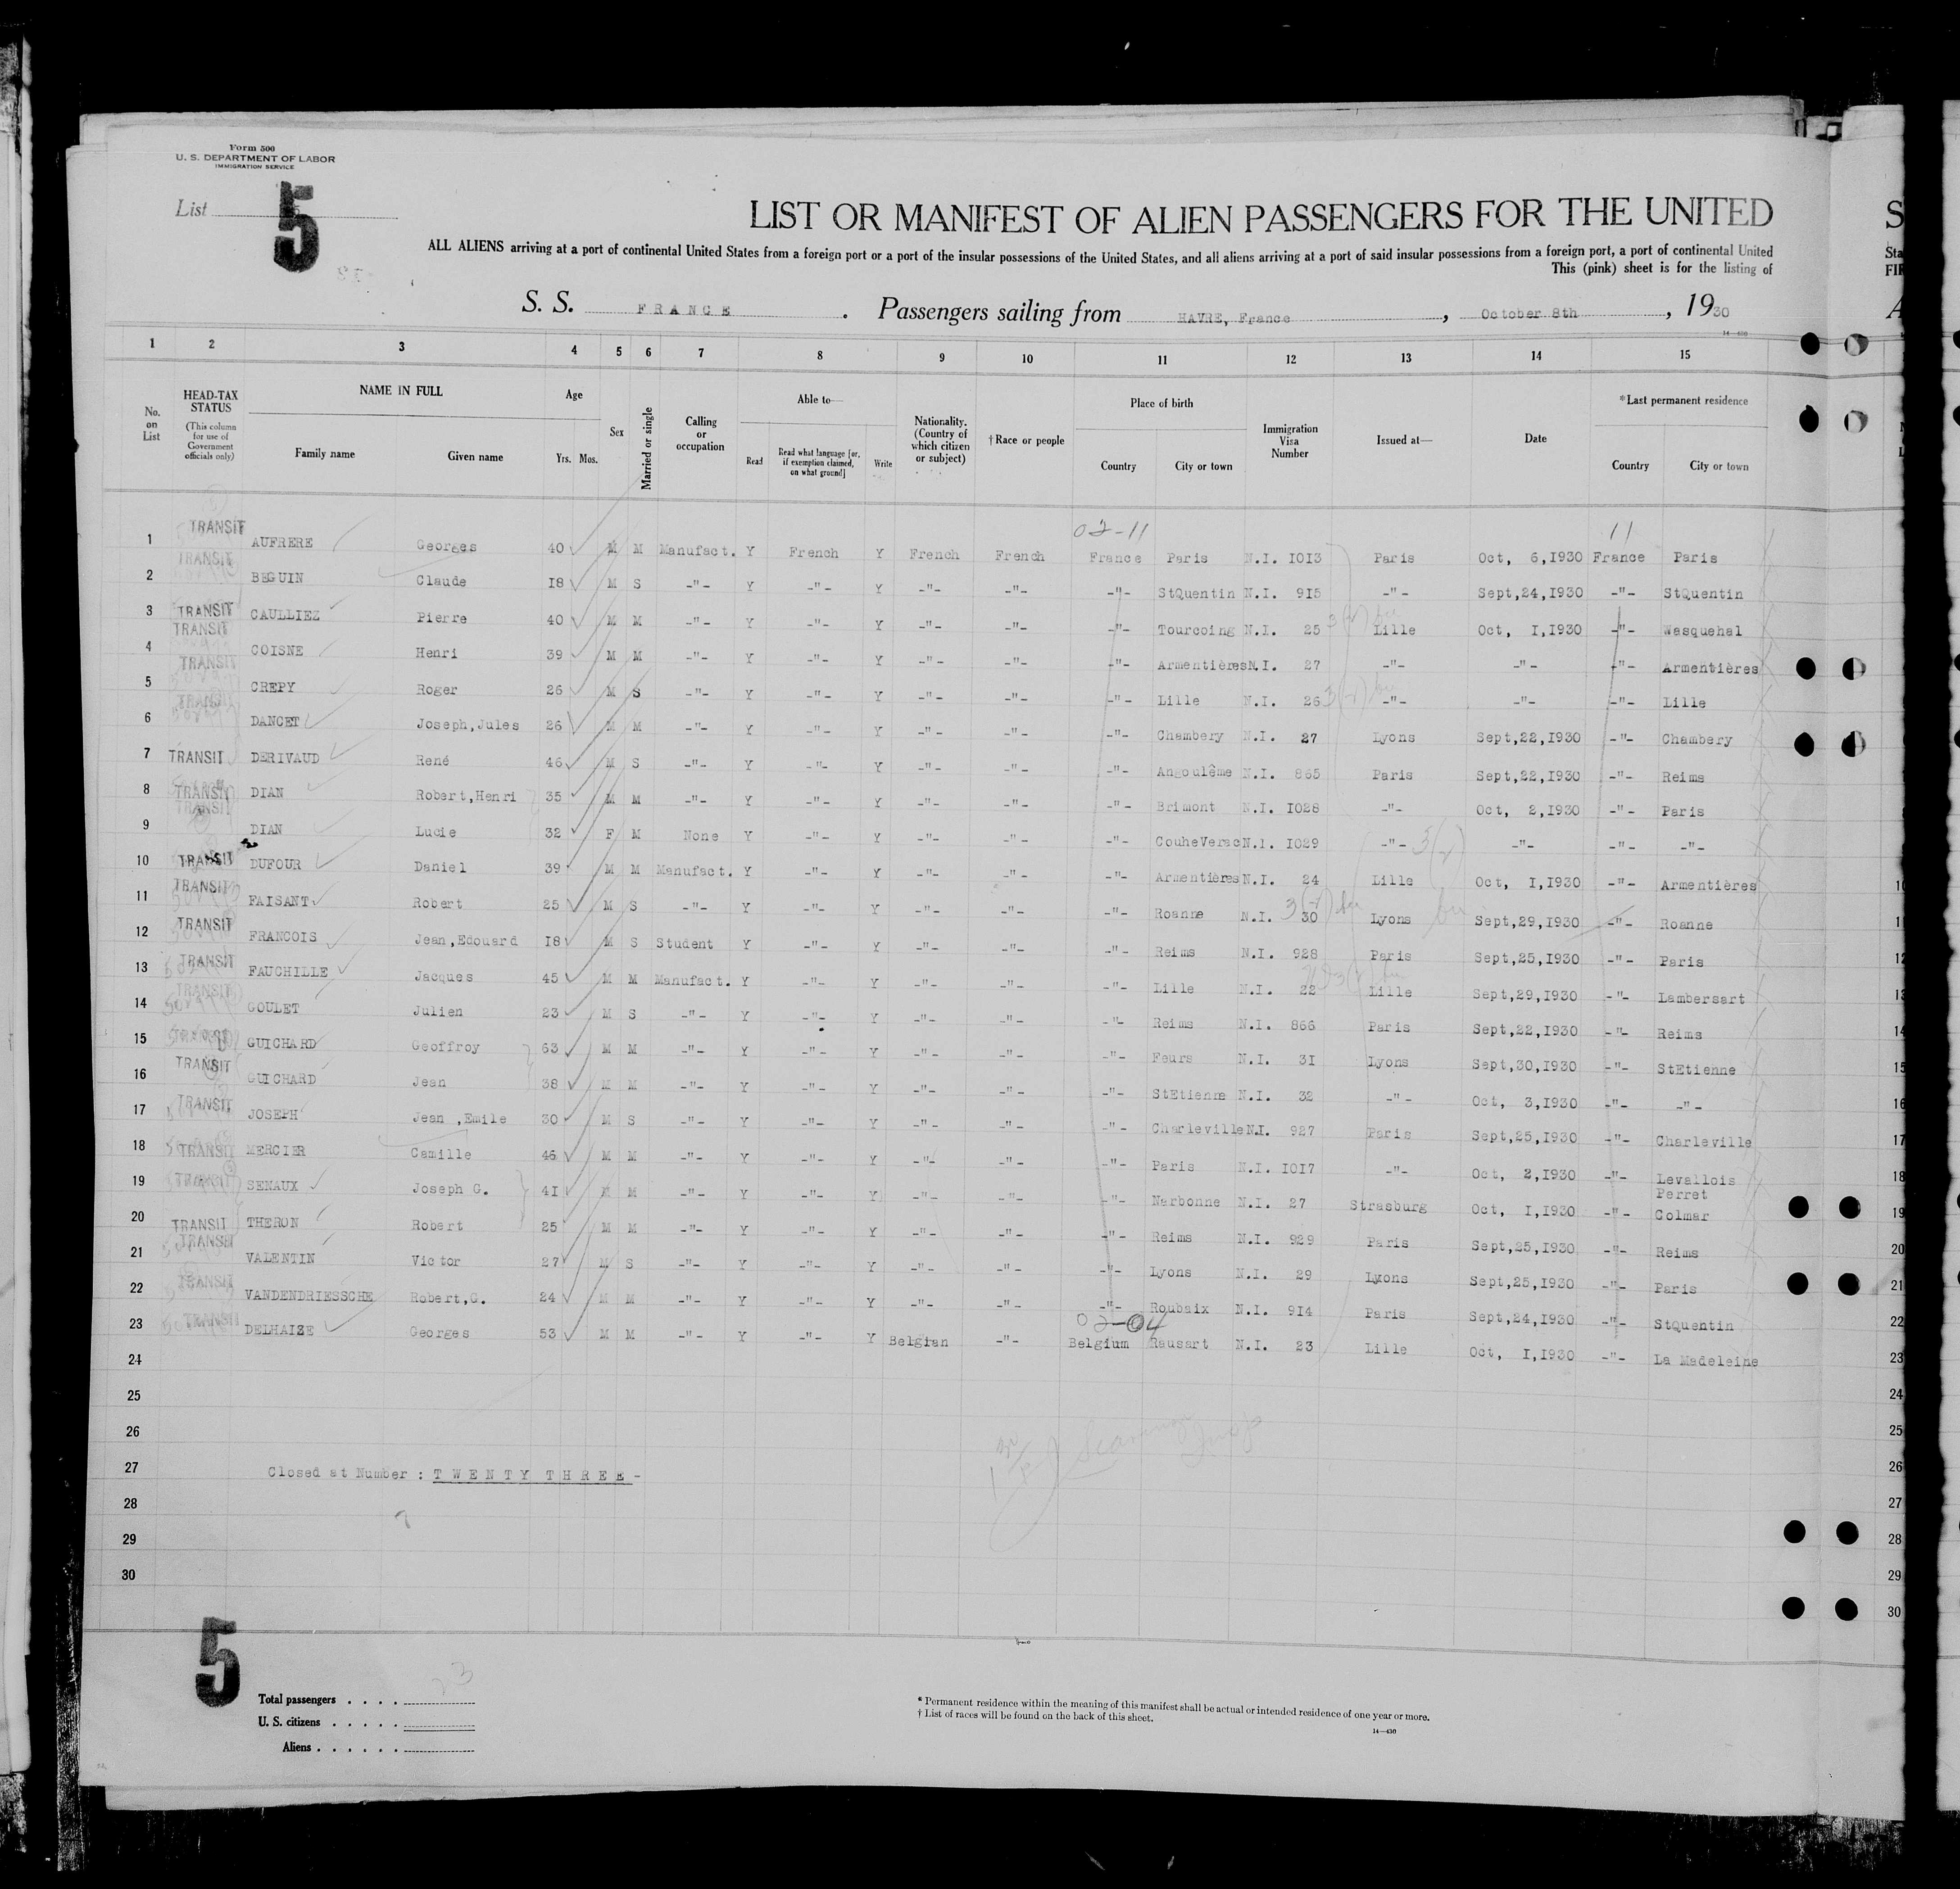 Form 500
U. S. DEPARTMENT OF LABOR
IMMIGRATION SERVICE
List 5
LIST OR MANIFEST OF ALIEN PASSENGERS FOR THE UNITED
ALL ALIENS arriving at a port of continental United States from a foreign port or a port of the insular possessions of the United States, and all aliens arriving at a port of said insular possessions from a foreign port, a port of continental United
This (pink) sheet is for the listing of
S. S. FRANCE. Passengers sailing from HAVRE, France, October 8th, 1930
14—430
1 2 3 4 5 6 7 8 9 10 11 12 13 14 15
No. on List
HEAD-TAX STATUS
(This column for use of Government officials only)
NAME IN FULL
Family name Given name
Age
Yrs. Mos.
Sex
Married or single
Calling or occupation
Able to—
Read
Read what language [or, if exemption claimed, on what ground]
Write
Nationality. (Country of which citizen or subject)
†Race or people
Place of birth
Country City or town
Immigration Visa Number
Issued at—
Date
*Last permanent residence
Country City or town
02-11 11
1 TRANSIT AUFRERE Georges 40 M M Manufact. Y French Y French French France Paris N.I. 1013 Paris Oct, 6,1930 France Paris
2 TRANSIT BEGUIN Claude 18 M S -"- Y -"- Y -"- -"- -"- StQuentin N.I. 915 -"- Sept,24,1930 -"- StQuentin
3 TRANSIT CAULLIEZ Pierre 40 M M -"- Y -"- Y -"- -"- -"- Tourcoing N.I. 25 Lille Oct, 1,1930 -"- Wasquehal
4 TRANSIT COISNE Henri 39 M M -"- Y -"- Y -"- -"- -"- Armentières N.I. 27 -"- -"- -"- Armentières
5 TRANSIT CREPY Roger 26 M S -"- Y -"- Y -"- -"- -"- Lille N.I. 26 -"- -"- -"- Lille
6 TRANSIT DANCET Joseph,Jules 26 M M -"- Y -"- Y -"- -"- -"- Chambery N.I. 27 Lyons Sept,22,1930 -"- Chambery
7 TRANSIT DERIVAUD René 46 M S -"- Y -"- Y -"- -"- -"- Angoulême N.I. 865 Paris Sept,22,1930 -"- Reims
8 TRANSIT DIAN Robert,Henri 35 M M -"- Y -"- Y -"- -"- -"- Brimont N.I. 1028 -"- Oct, 2,1930 -"- Paris
9 TRANSIT DIAN Lucie 32 F M None Y -"- Y -"- -"- -"- CouheVerac N.I. 1029 -"- -"- -"- -"-
10 TRANSIT DUFOUR Daniel 39 M M Manufact. Y -"- Y -"- -"- -"- Armentières N.I. 24 Lille Oct, 1,1930 -"- Armentières
11 TRANSIT FAISANT Robert 25 M S -"- Y -"- Y -"- -"- -"- Roanne N.I. 30 Lyons Sept,29,1930 -"- Roanne
12 TRANSIT FRANCOIS Jean,Edouard 18 M S Student Y -"- Y -"- -"- -"- Reims N.I. 928 Paris Sept,25,1930 -"- Paris
13 TRANSIT FAUCHILLE Jacques 45 M M Manufact. Y -"- Y -"- -"- -"- Lille N.I. 22 Lille Sept,29,1930 -"- Lambersart
14 TRANSIT GOULET Julien 23 M S -"- Y -"- Y -"- -"- -"- Reims N.I. 866 Paris Sept,22,1930 -"- Reims
15 TRANSIT GUICHARD Geoffroy 63 M M -"- Y -"- Y -"- -"- -"- Feurs N.I. 31 Lyons Sept,30,1930 -"- StEtienne
16 TRANSIT GUICHARD Jean 38 M M -"- Y -"- Y -"- -"- -"- StEtienne N.I. 32 -"- Oct, 3,1930 -"- -"-
17 TRANSIT JOSEPH Jean ,Emile 30 M S -"- Y -"- Y -"- -"- -"- Charleville N.I. 927 Paris Sept,25,1930 -"- Charleville
18 TRANSIT MERCIER Camille 46 M M -"- Y -"- Y -"- -"- -"- Paris N.I. 1017 -"- Oct, 2,1930 -"- Levallois Perret
19 TRANSIT SENAUX Joseph G. 41 M M -"- Y -"- Y -"- -"- -"- Narbonne N.I. 27 Strasburg Oct, 1,1930 -"- Colmar
20 TRANSIT THERON Robert 25 M M -"- Y -"- Y -"- -"- -"- Reims N.I. 929 Paris Sept,25,1930 -"- Reims
21 TRANSIT VALENTIN Victor 27 M S -"- Y -"- Y -"- -"- -"- Lyons N.I. 29 Lyons Sept,25,1930 -"- Paris
22 TRANSIT VANDENDRIESSCHE Robert,G. 24 M M -"- Y -"- Y -"- -"- -"- Roubaix N.I. 914 Paris Sept,24,1930 -"- StQuentin
02-04
23 TRANSIT DELHAIZE Georges 53 M M -"- Y -"- Y Belgian -"- Belgium Ransart N.I. 23 Lille Oct, 1,1930 -"- La Madeleine
24
25
26
27 Closed at Number : TWENTY THREE-
28
29
30
5
Total passengers . . . . 23
U. S. citizens . . . . .
Aliens . . . . . .
* Permanent residence within the meaning of this manifest shall be actual or intended residence of one year or more.
† List of races will be found on the back of this sheet.
14—430